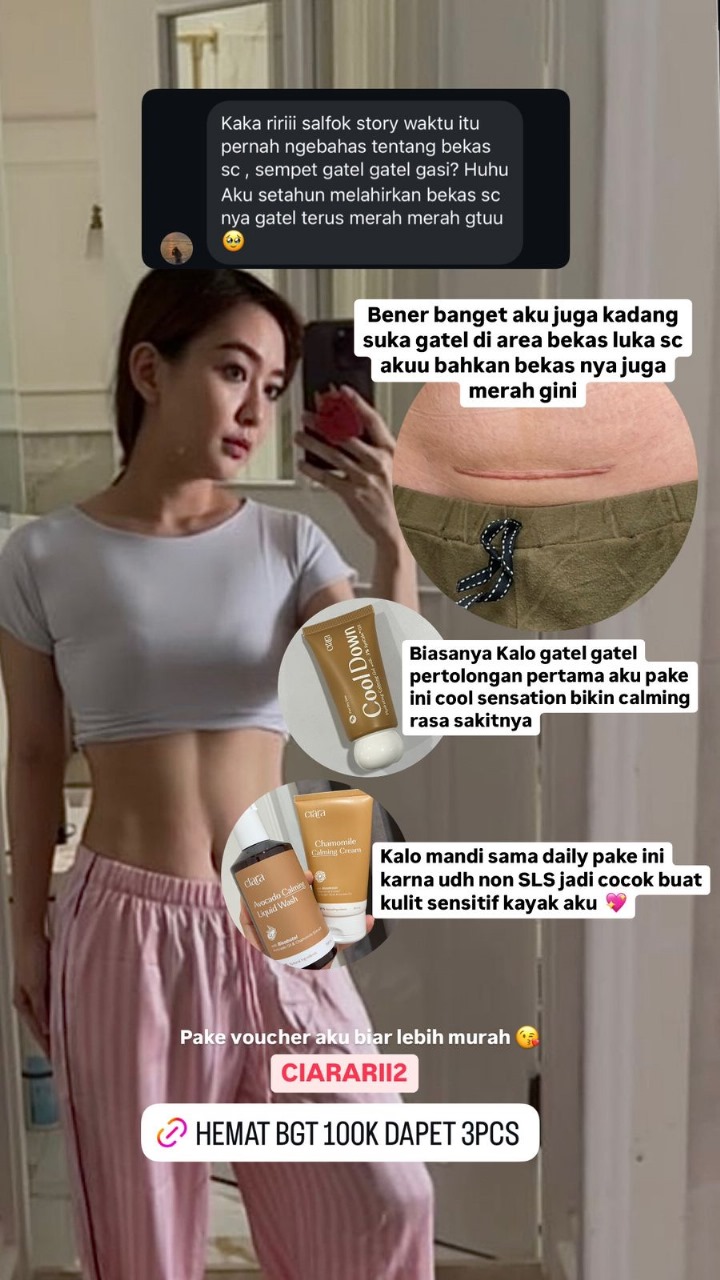 Kaka ririii salfok story waktu itu
pernah ngebahas tentang bekas
sc , sempet gatel gatel gasi? Huhu
Aku setahun melahirkan bekas sc
nya gatel terus merah merah gtuu
🥹
Bener banget aku juga kadang
suka gatel di area bekas luka sc
akuu bahkan bekas nya juga
merah gini
ciara
CoolDown
Biasanya Kalo gatel gatel
pertolongan pertama aku pake
ini cool sensation bikin calming
rasa sakitnya
ciara
Avocado Calming
Liquid Wash
ciara
Chamomile
Calming Cream
Kalo mandi sama daily pake ini
karna udh non SLS jadi cocok buat
kulit sensitif kayak aku 💖
Pake voucher aku biar lebih murah 😘
CIARARII2
HEMAT BGT 100K DAPET 3PCS